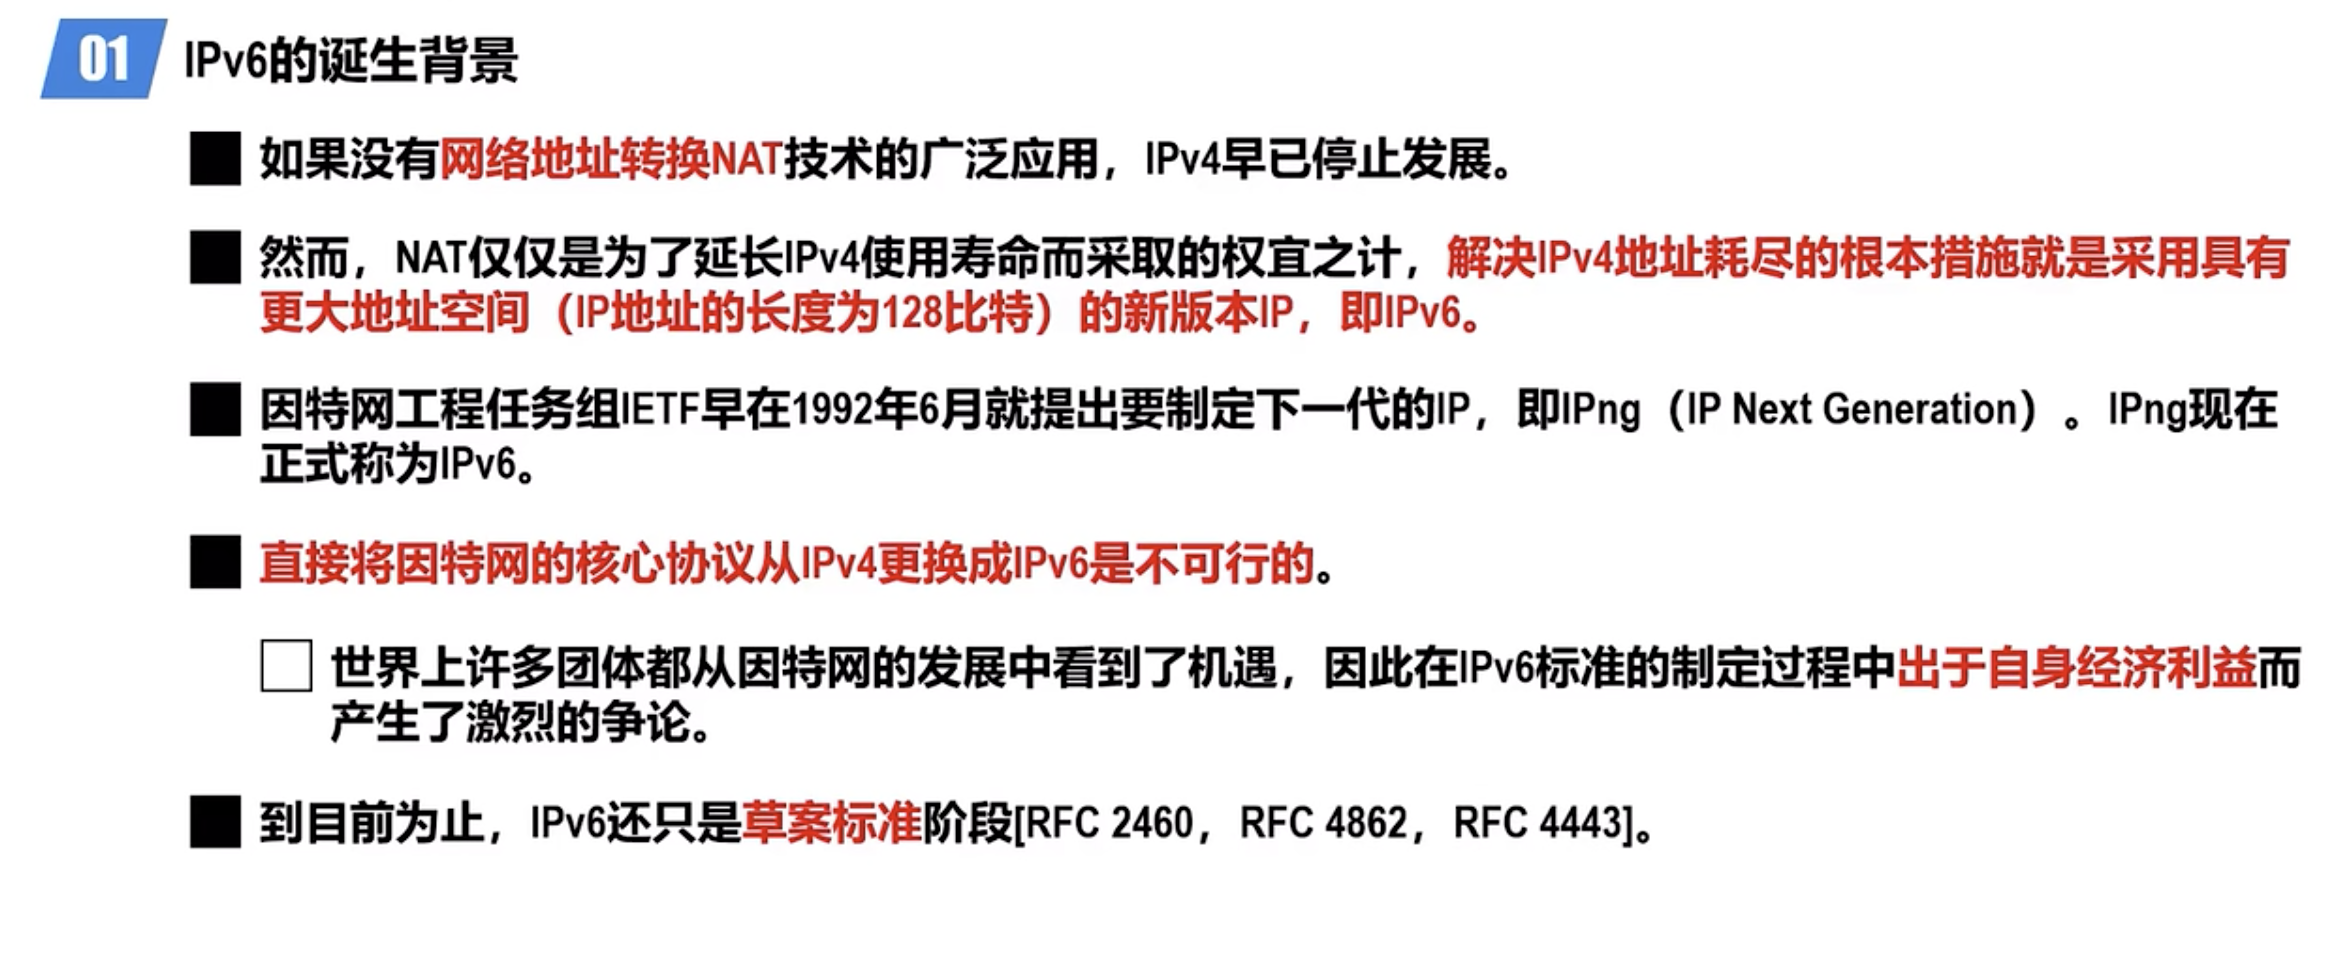 01
IPv6的诞生背景
如果没有网络地址转换NAT技术的广泛应用，IPv4早已停止发展。
然而，NAT仅仅是为了延长IPv4使用寿命而采取的权宜之计，解决IPv4地址耗尽的根本措施就是采用具有
更大地址空间（IP地址的长度为128比特）的新版本IP，即IPv6。
因特网工程任务组IETF早在1992年6月就提出要制定下一代的IP，即IPng（IP Next Generation）。IPng现在
正式称为IPv6。
直接将因特网的核心协议从IPv4更换成IPv6是不可行的。
世界上许多团体都从因特网的发展中看到了机遇，因此在IPv6标准的制定过程中出于自身经济利益而
产生了激烈的争论。
到目前为止，IPv6还只是草案标准阶段[RFC 2460，RFC 4862，RFC 4443]。